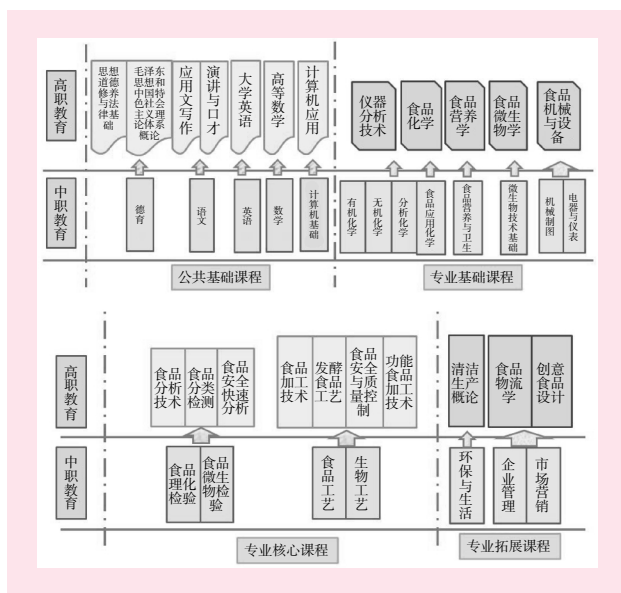 高职教育
思想
道德
修养
与法
律基
础
毛泽东
思想和
中国特
色社会
主义理
论体系
概论
应用文写作
演讲与口才
大学英语
高等数学
计算机应用
仪器
分析
技术
食品
化学
食品
营养
学
食品
微生
物学
食品
机械
与设
备
中职教育
德育
语文
英语
数学
计算机基础
有机化学
无机化学
分析化学
食品应用化学
食品营养与卫生
微生物技术基础
机械制图
电器与仪表
公共基础课程
专业基础课程
高职教育
食品
分析
技术
食品
分类
检测
食品
安全
快速
分析
食品
加工
技术
发酵
食品
工艺
食品
安全
与质
量控
制
功能
食品
加工
技术
清洁
生产
概论
食品
物流
学
创意
食品
设计
中职教育
食品
理化
检验
食品
微生
物检
验
食品工艺
生物工艺
环保与生活
企业管理
市场营销
专业核心课程
专业拓展课程